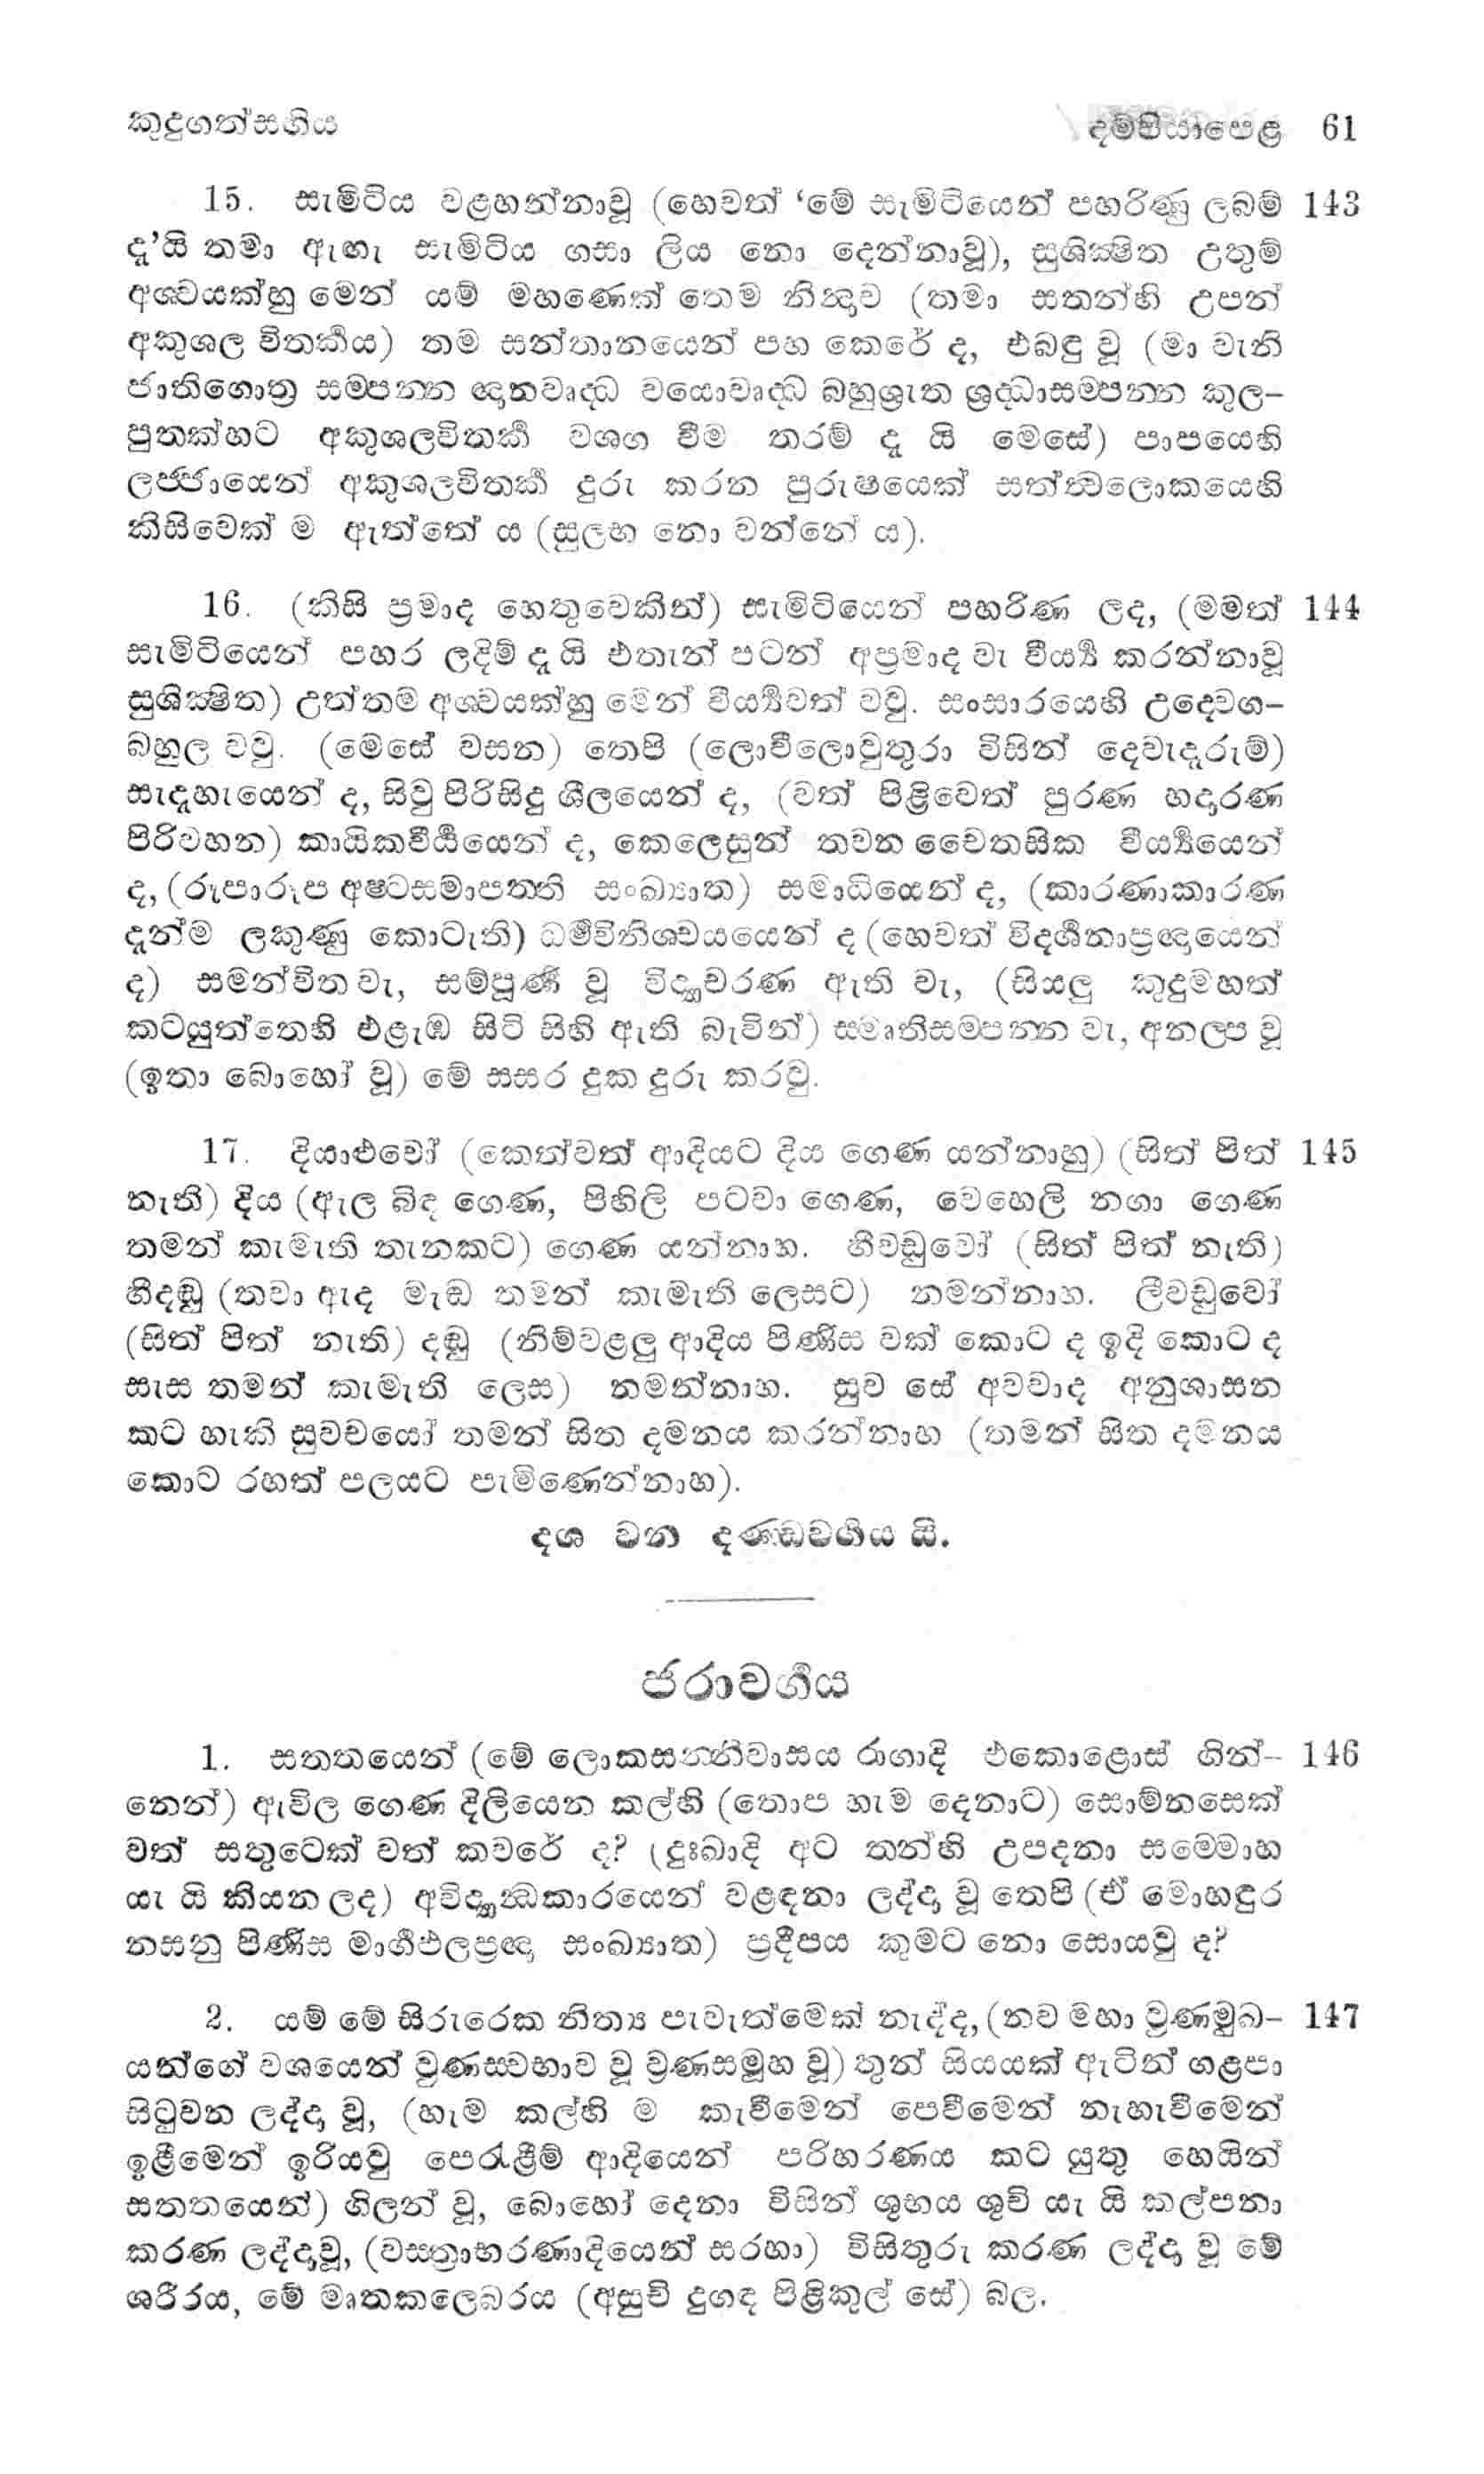 කුදුගත්සඟිය දම්පියාපෙළ 61
15. සැමිටිය වළහන්නාවූ (හෙවත් ‘මේ සැමිටියෙන් පහරිණු ලබම් 143
දැ’යි තමා ඇඟැ සැමිටිය ගසා ලිය නො දෙන්නාවූ), සුශික්‍ෂිත උතුම්
අශ්වයක්හු මෙන් යම් මහණෙක් තෙම නින්‍දාව (තමා සතන්හි උපන්
අකුශල විතර්‍කය) තම සන්තානයෙන් පහ කෙරේ ද, එබඳු වූ (මා වැනි
ජාතිගොත්‍ර සම්පන්න ඥානවෘද්ධ වයොවෘද්ධ බහුශ්‍රැත ශ්‍රද්ධාසම්පන්න කුල-
පුතක්හට අකුශලවිතර්‍ක වශග වීම තරම් දැ යි මෙසේ) පාපයෙහි
ලජ්ජායෙන් අකුශලවිතර්‍ක දුරු කරන පුරුෂයෙක් සත්ත්‍වලොකයෙහි
කිසිවෙක් ම ඇත්තේ ය (සුලභ නො වන්නේ ය).
16. (කිසි ප්‍රමාද හෙතුවෙකින්) සැමිටියෙන් පහරිණ ලද, (මමත් 144
සැමිටියෙන් පහර ලදිම් දැ යි එතැන් පටන් අප්‍රමාද වැ වීර්‍ය්‍ය කරන්නාවූ
සුශික්‍ෂිත) උත්තම අශ්වයක්හු මෙන් වීර්‍ය්‍යවත් වවු. සංසාරයෙහි උද්වෙග-
බහුල වවු. (මෙසේ වසන) තෙපි (ලොවිලොවුතුරා විසින් දෙවැදෑරුම්)
සැදැහැයෙන් ද, සිවු පිරිසිදු ශීලයෙන් ද, (වත් පිළිවෙත් පුරණ හදාරණ
පිරිවහන) කායිකවීර්‍ය්‍යයෙන් ද, කෙලෙසුන් තවන චෛතසික වීර්‍ය්‍යයෙන්
ද, (රූපාරූප අෂ්ටසමාපත්ති සංඛ්‍යාත) සමාධියෙන් ද, (කාරණාකාරණ
දැන්ම ලකුණු කොටැති) ධර්‍මවිනිශ්චයයෙන් ද (හෙවත් විදර්‍ශනාප්‍රඥායෙන්
ද) සමන්විත වැ, සම්පූර්‍ණ වූ විද්‍යාචරණ ඇති වැ, (සියලු කුදුමහත්
කටයුත්තෙහි එළැඹ සිටි සිහි ඇති බැවින්) ස්මෘතිසම්පන්න වැ, අනල්ප වූ
(ඉතා බොහෝ වූ) මේ සසර දුක දුරු කරවු.
17. දියාළුවෝ (කෙත්වත් ආදියට දිය ගෙණ යන්නාහු) (සිත් පිත් 145
නැති) දිය (ඇල බිඳ ගෙණ, පිහිලි පටවා ගෙණ, වෙහෙලි නගා ගෙණ
තමන් කැමැති තැනකට) ගෙණ යන්නාහ. හීවඩුවෝ (සිත් පිත් නැති)
හීදඬු (තවා ඇද මැඬ තමන් කැමැති ලෙසට) නමන්නාහ. ලීවඩුවෝ
(සිත් පිත් නැති) දඬු (නිම්වළලු ආදිය පිණිස වක් කොට ද ඉදි කොට ද
සැස තමන් කැමැති ලෙස) නමන්නාහ. සුව සේ අවවාද අනුශාසන
කට හැකි සුවචයෝ තමන් සිත දමනය කරන්නාහ (තමන් සිත දමනය
කොට රහත් පලයට පැමිණෙන්නාහ).
දශ වන දණ්ඩවර්‍ගය යි.
ජරාවර්‍ගය
1. සතතයෙන් (මේ ලොකසන්නිවාසය රාගාදි එකොළොස් ගින්- 146
නෙන්) ඇවිල ගෙණ දිලියෙන කල්හි (තොප හැම දෙනාට) සොම්නසෙක්
වත් සතුටෙක් වත් කවරේ ද? (දුඃඛාදි අට තන්හි උපදනා සම්මොහ
යැ යි කියන ලද) අවිද්‍යාන්‍ධකාරයෙන් වළඳනා ලද්දා වූ තෙපි (ඒ මොහඳුර
නසනු පිණිස මාර්‍ගඵලප්‍රඥා සංඛ්‍යාත) ප්‍රදීපය කුමට නො සොයවු ද?
2. යම් මේ සිරුරෙක නිත්‍ය පැවැත්මෙක් නැද්ද, (නව මහා ව්‍රණමුඛ- 147
යන්ගේ වශයෙන් ව්‍රණස්වභාව වූ ව්‍රණසමූහ වූ) තුන් සියයක් ඇටින් ගළපා
සිටුවන ලද්දා වූ, (හැම කල්හි ම කැවීමෙන් පෙවීමෙන් නැහැවීමෙන්
ඉළීමෙන් ඉරියවු පෙරැළීම් ආදියෙන් පරිහරණය කට යුතු හෙයින්
සතතයෙන්) ගිලන් වූ, බොහෝ දෙනා විසින් ශුභය ශුචි යැ යි කල්පනා
කරණ ලද්දාවූ, (වස්ත්‍රාභරණාදියෙන් සරහා) විසිතුරු කරණ ලද්දා වූ මේ
ශරීරය, මේ මෘතකලෙබරය (අසුචි දුගඳ පිළිකුල් සේ) බල.